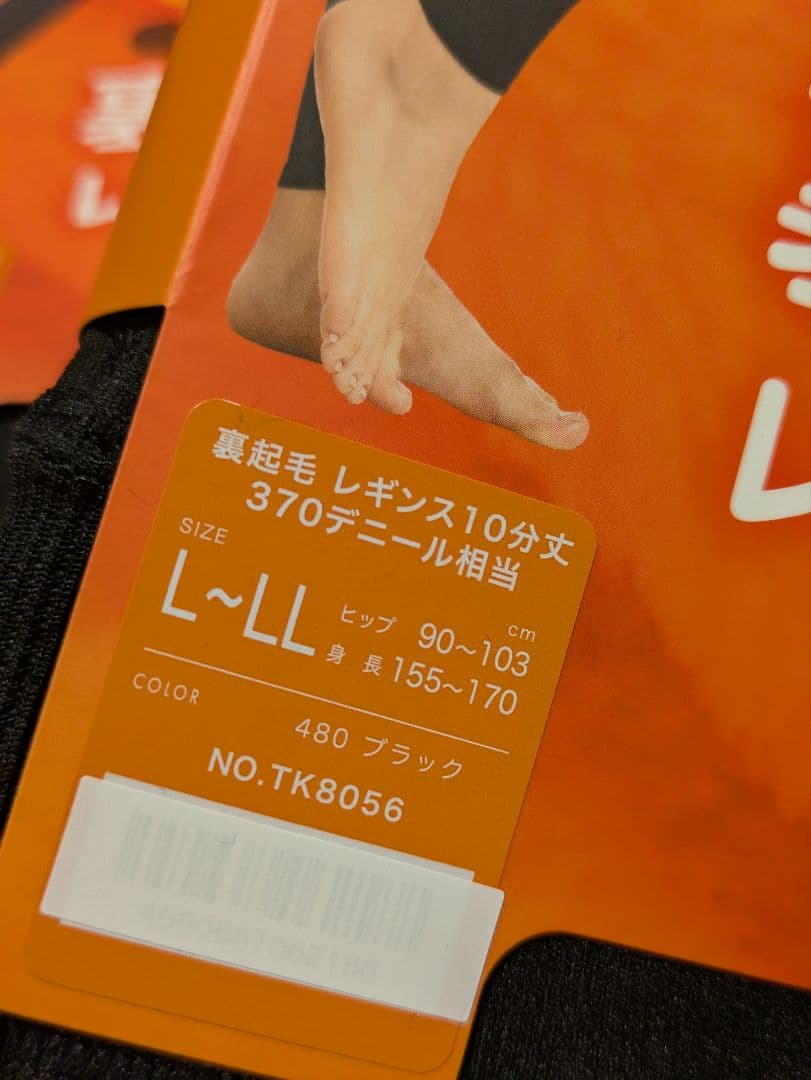 裏起毛 レギンス10分丈
370デニール相当
SIZE
L~LL
cm
ヒップ 90~103
身長 155~170
COLOR
480 ブラック
NO.TK8056
レ
レ